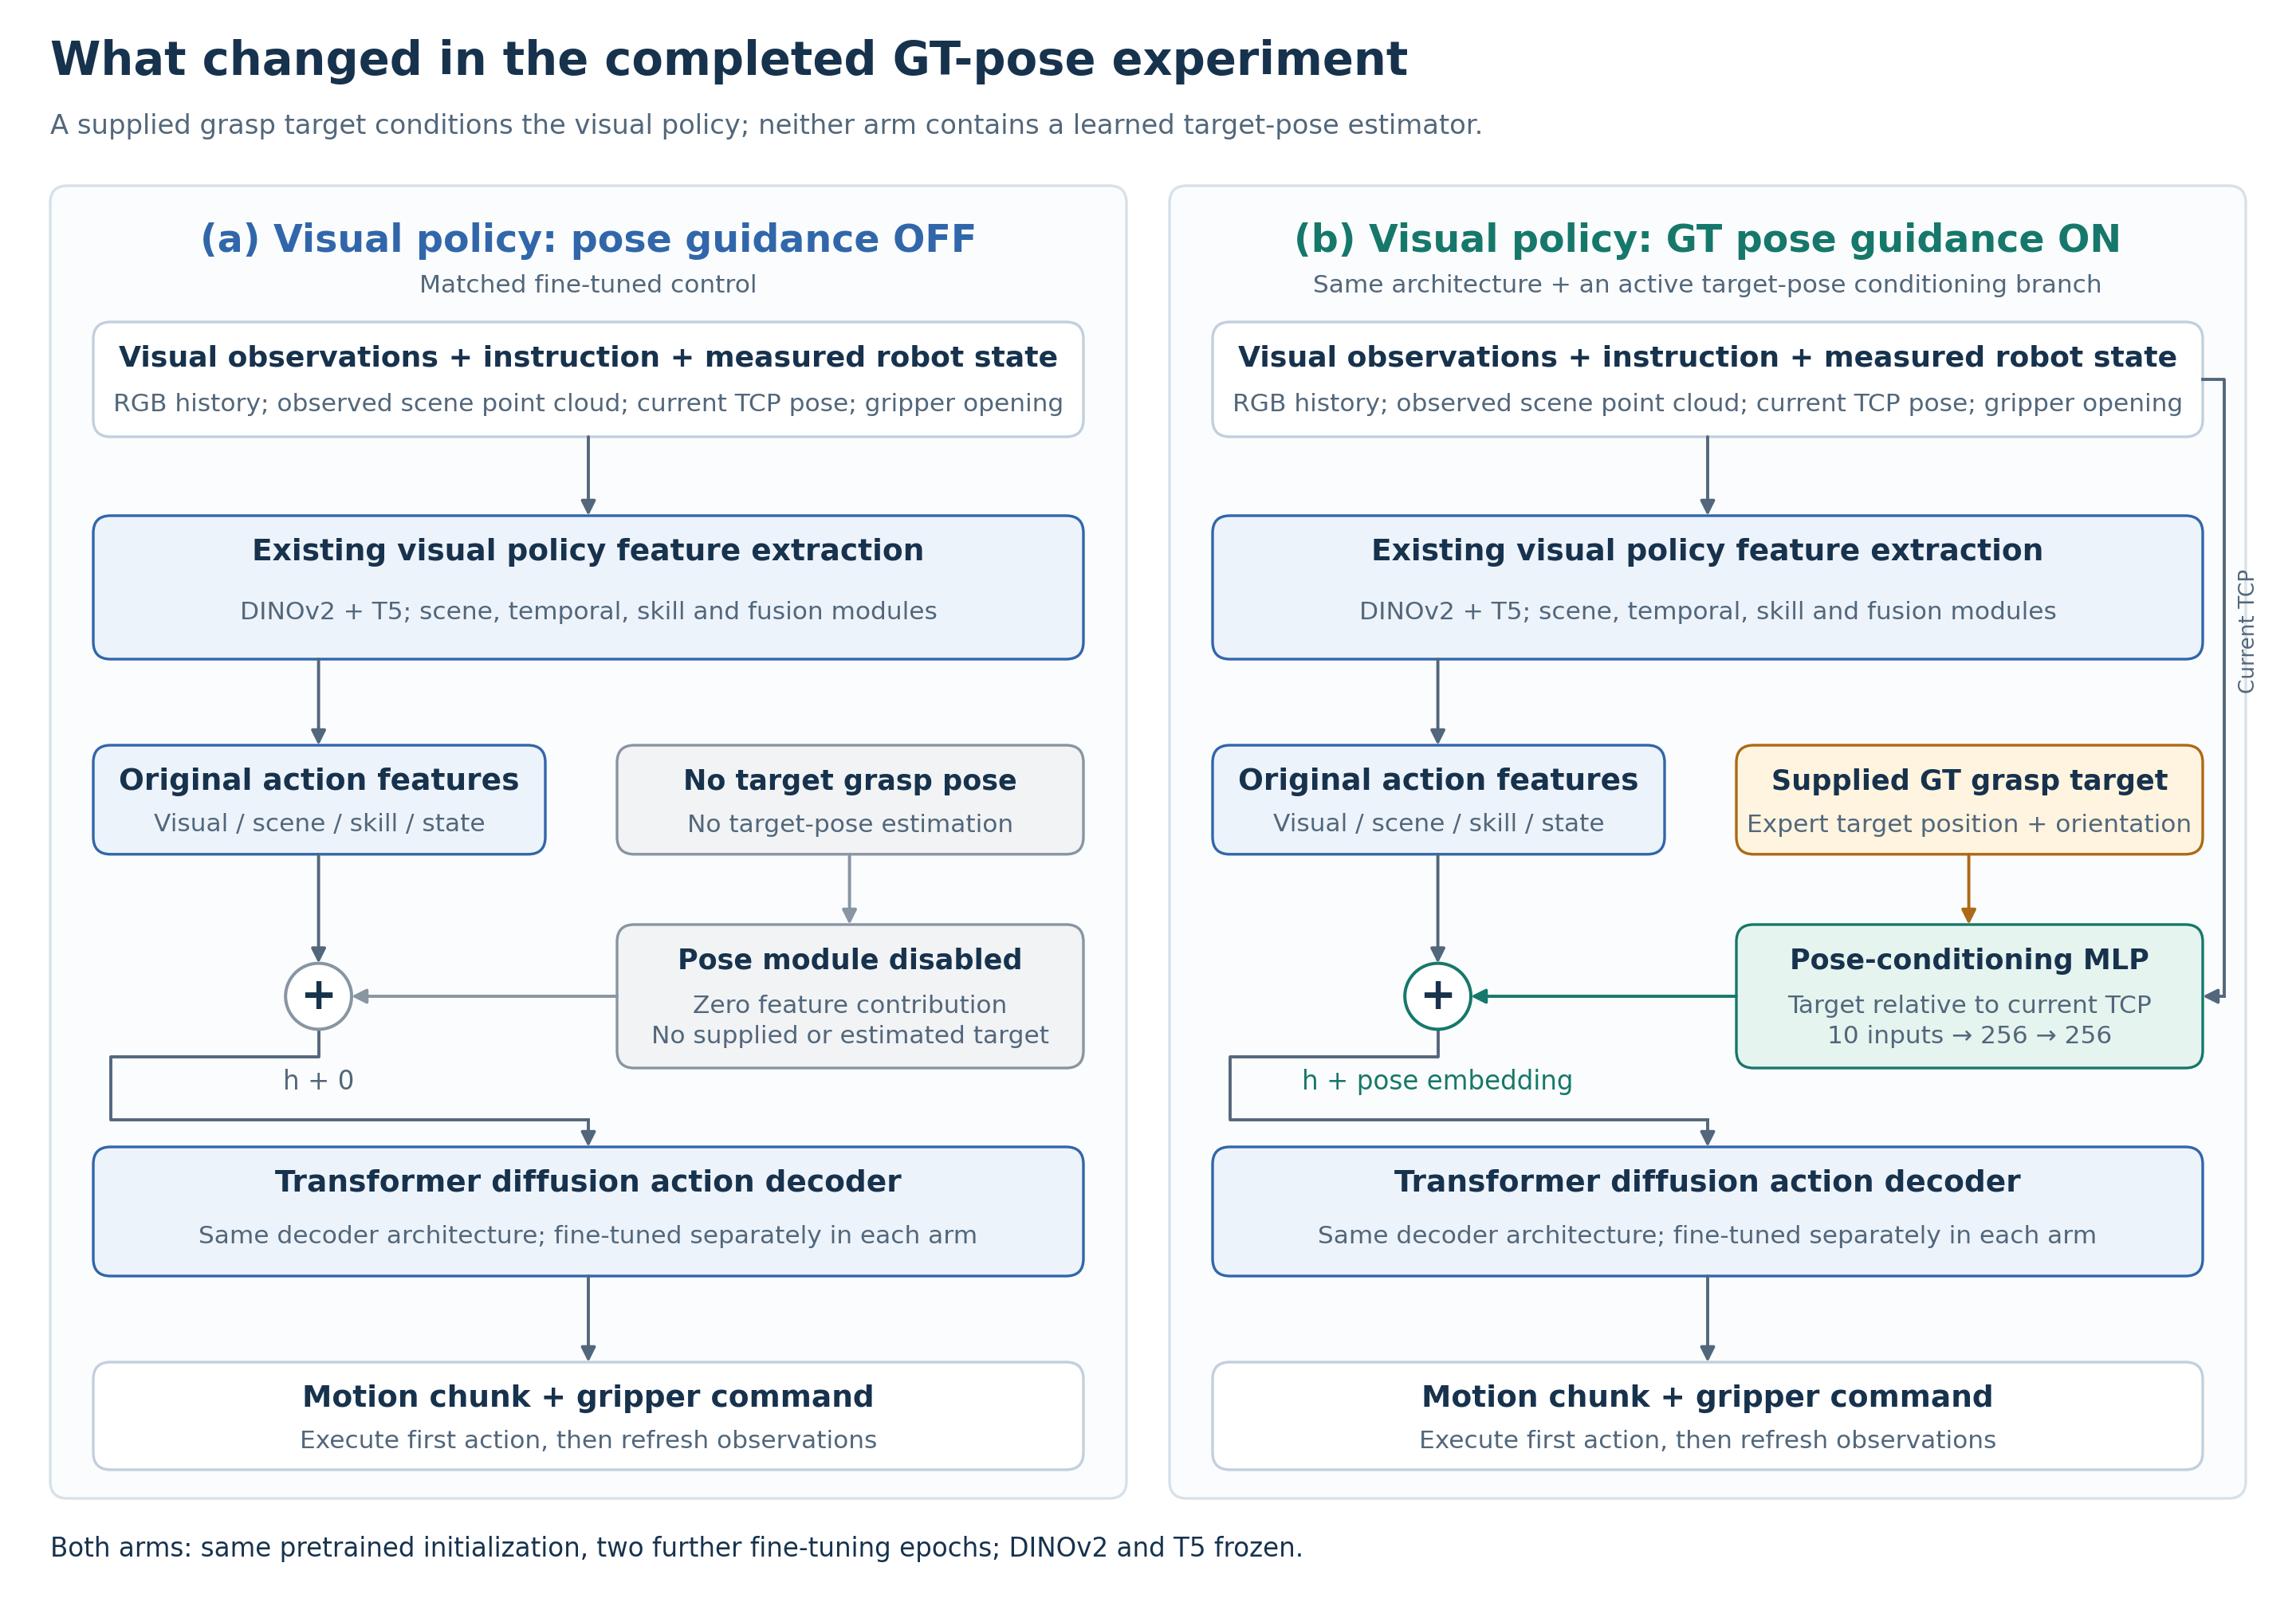 What changed in the completed GT-pose experiment
A supplied grasp target conditions the visual policy; neither arm contains a learned target-pose estimator.
(a) Visual policy: pose guidance OFF
Matched fine-tuned control
Visual observations + instruction + measured robot state
RGB history; observed scene point cloud; current TCP pose; gripper opening
Existing visual policy feature extraction
DINOv2 + T5; scene, temporal, skill and fusion modules
Original action features
Visual / scene / skill / state
No target grasp pose
No target-pose estimation
Pose module disabled
Zero feature contribution
No supplied or estimated target
+
h + 0
Transformer diffusion action decoder
Same decoder architecture; fine-tuned separately in each arm
Motion chunk + gripper command
Execute first action, then refresh observations
(b) Visual policy: GT pose guidance ON
Same architecture + an active target-pose conditioning branch
Visual observations + instruction + measured robot state
RGB history; observed scene point cloud; current TCP pose; gripper opening
Current TCP
Existing visual policy feature extraction
DINOv2 + T5; scene, temporal, skill and fusion modules
Original action features
Visual / scene / skill / state
Supplied GT grasp target
Expert target position + orientation
Pose-conditioning MLP
Target relative to current TCP
10 inputs → 256 → 256
+
h + pose embedding
Transformer diffusion action decoder
Same decoder architecture; fine-tuned separately in each arm
Motion chunk + gripper command
Execute first action, then refresh observations
Both arms: same pretrained initialization, two further fine-tuning epochs; DINOv2 and T5 frozen.